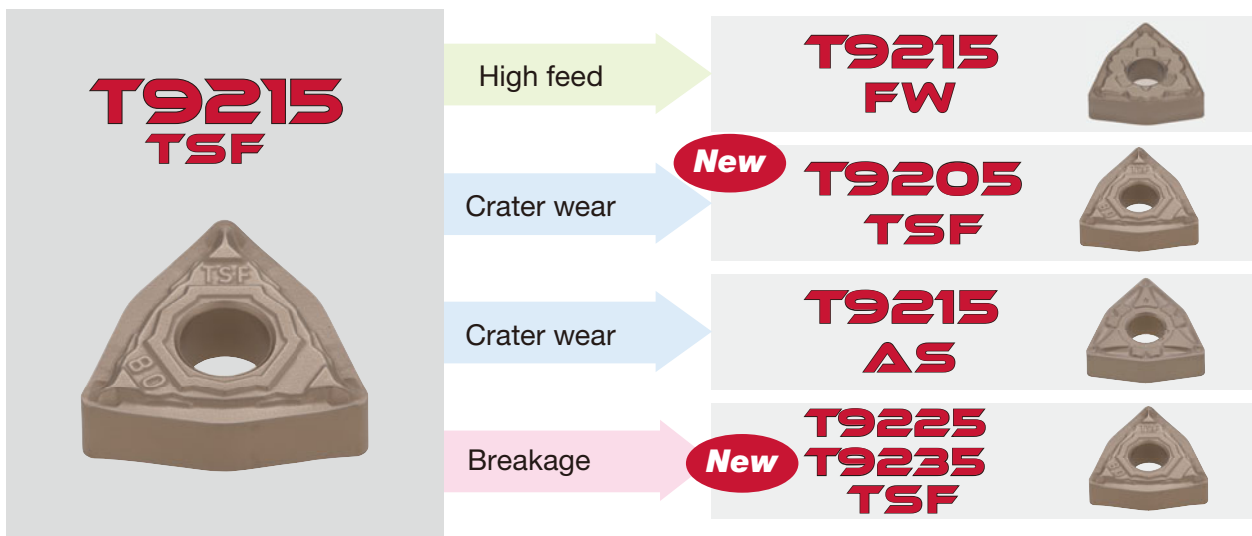 T9215
TSF
TSF
08
High feed
T9215
FW
New
Crater wear
T9205
TSF
Crater wear
T9215
AS
Breakage
New
T9225
T9235
TSF